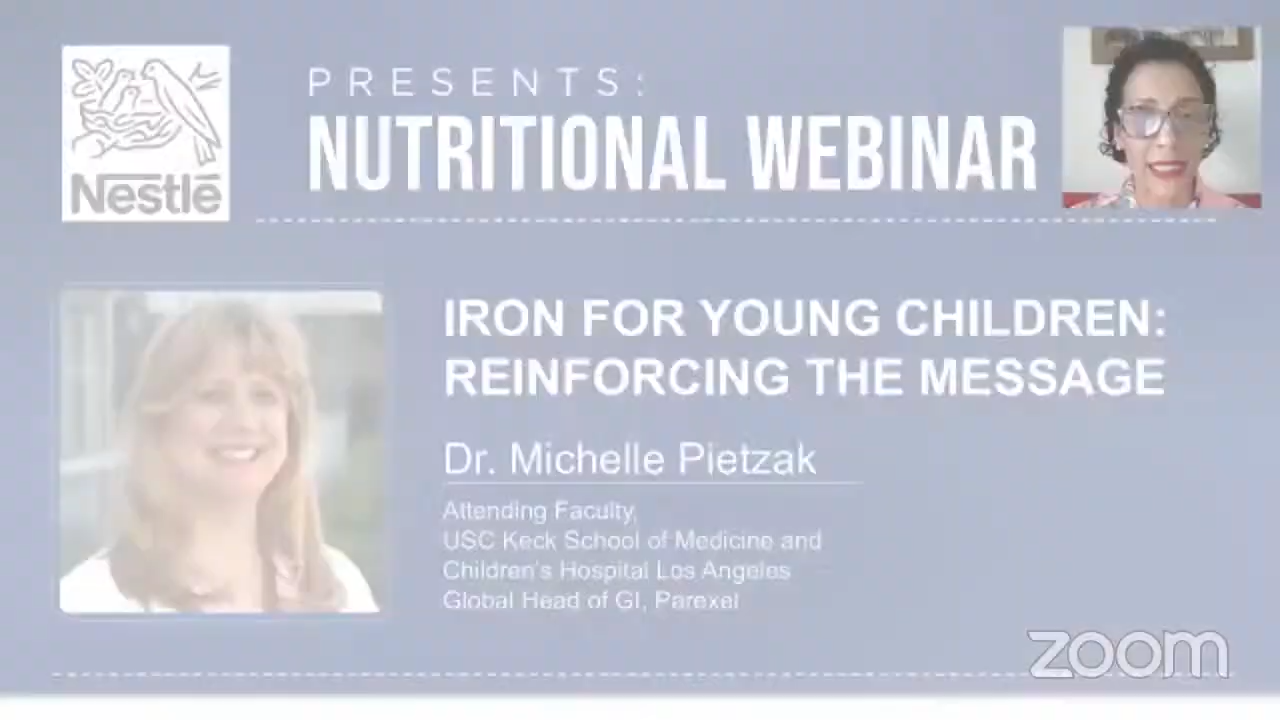 Nestlé
PRESENTS:
NUTRITIONAL WEBINAR
IRON FOR YOUNG CHILDREN:
REINFORCING THE MESSAGE
Dr. Michelle Pietzak
Attending Faculty,
USC Keck School of Medicine and
Children's Hospital Los Angeles
Global Head of GI, Parexel
zoom